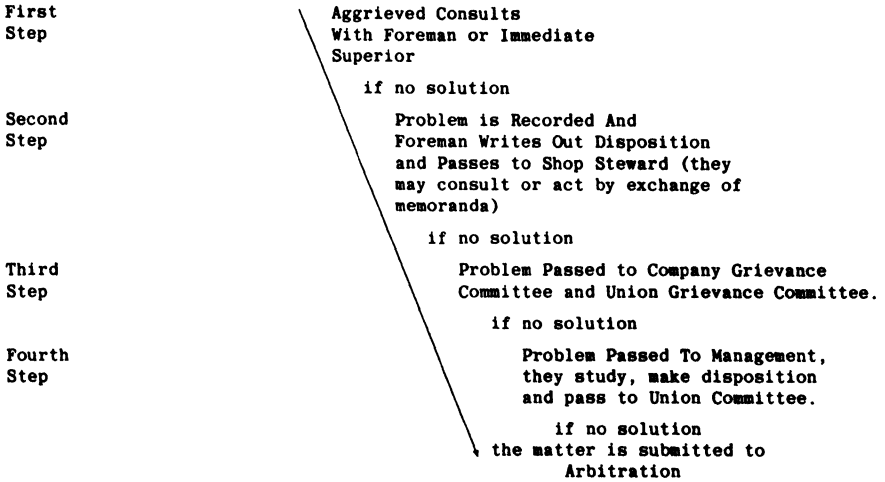 First
Step
Aggrieved Consults
With Foreman or Immediate
Superior
if no solution
Second
Step
Problem is Recorded And
Foreman Writes Out Disposition
and Passes to Shop Steward (they
may consult or act by exchange of
memoranda)
if no solution
Third
Step
Problem Passed to Company Grievance
Committee and Union Grievance Committee.
if no solution
Fourth
Step
Problem Passed To Management,
they study, make disposition
and pass to Union Committee.
if no solution
the matter is submitted to
Arbitration